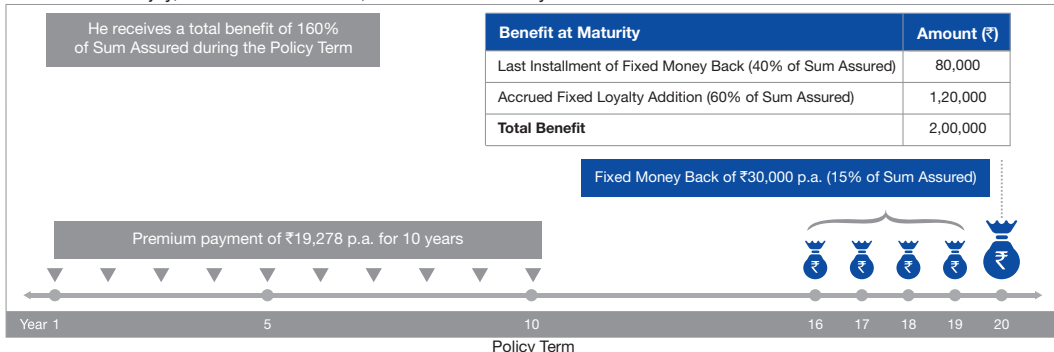 He receives a total benefit of 160%
of Sum Assured during the Policy Term
Benefit at Maturity Amount (₹)
Last Installment of Fixed Money Back (40% of Sum Assured) 80,000
Accrued Fixed Loyalty Addition (60% of Sum Assured) 1,20,000
Total Benefit 2,00,000
Fixed Money Back of ₹30,000 p.a. (15% of Sum Assured)
Premium payment of ₹19,278 p.a. for 10 years
₹ ₹ ₹ ₹ ₹
Year 1 5 10 16 17 18 19 20
Policy Term